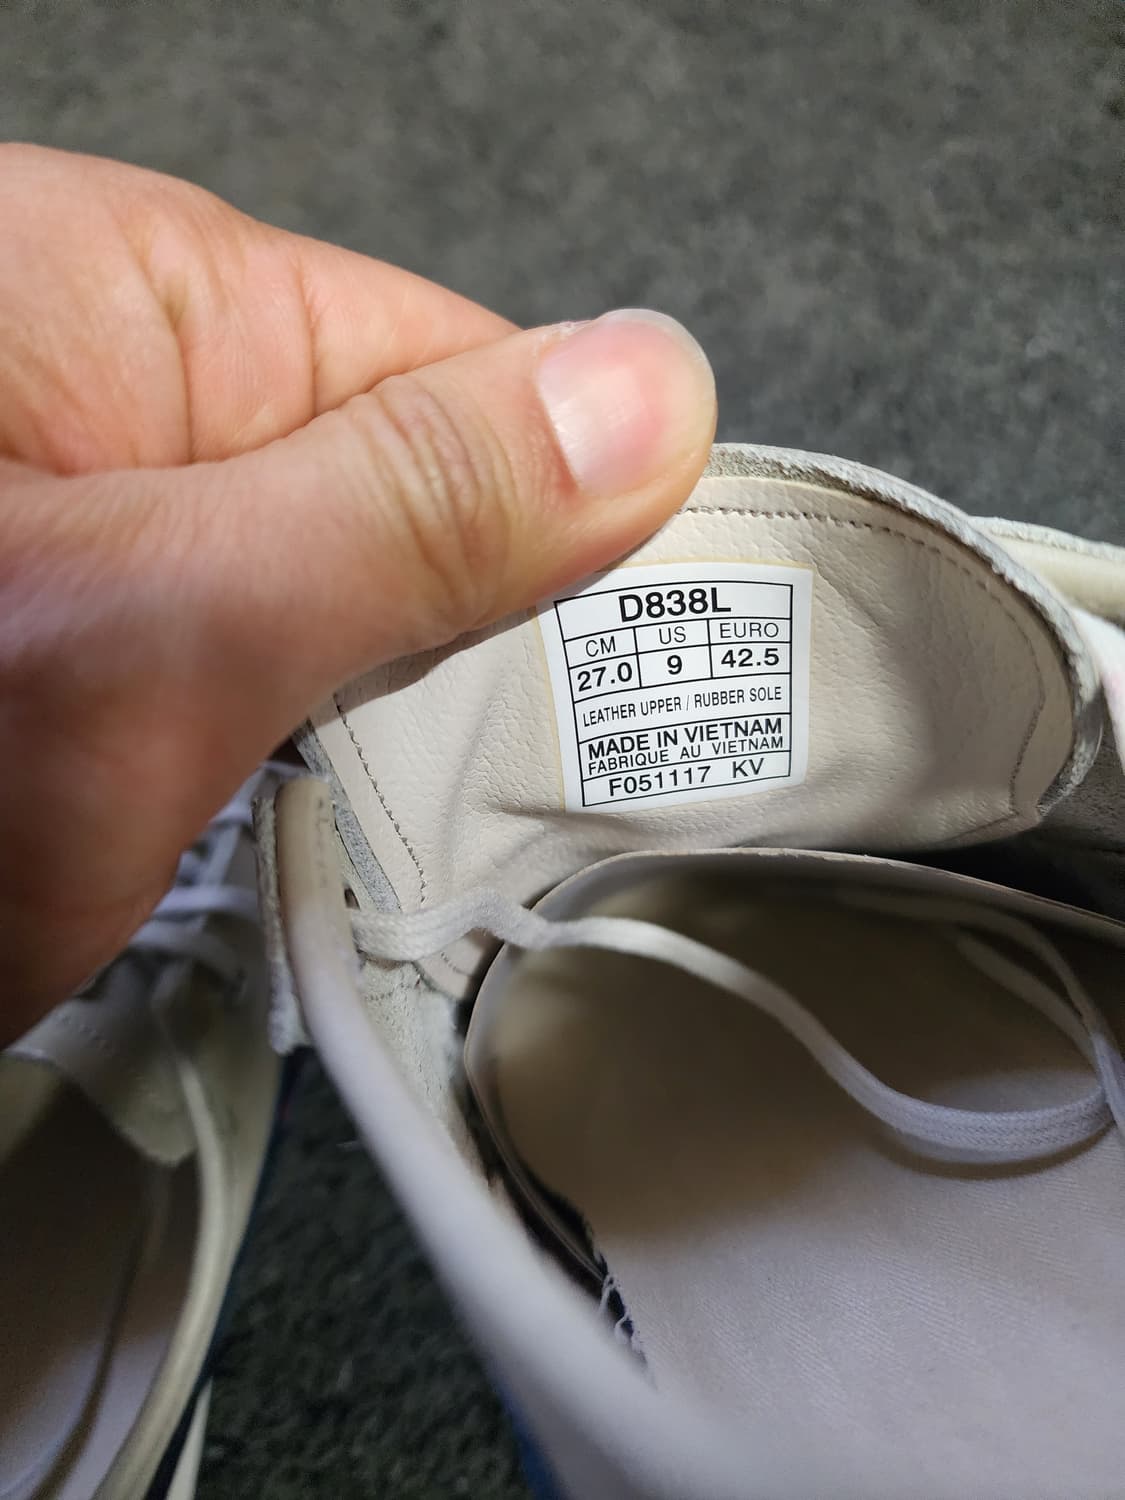 D838L
CM US EURO
27.0 9 42.5
LEATHER UPPER / RUBBER SOLE
MADE IN VIETNAM
FABRIQUE AU VIETNAM
F051117 KV